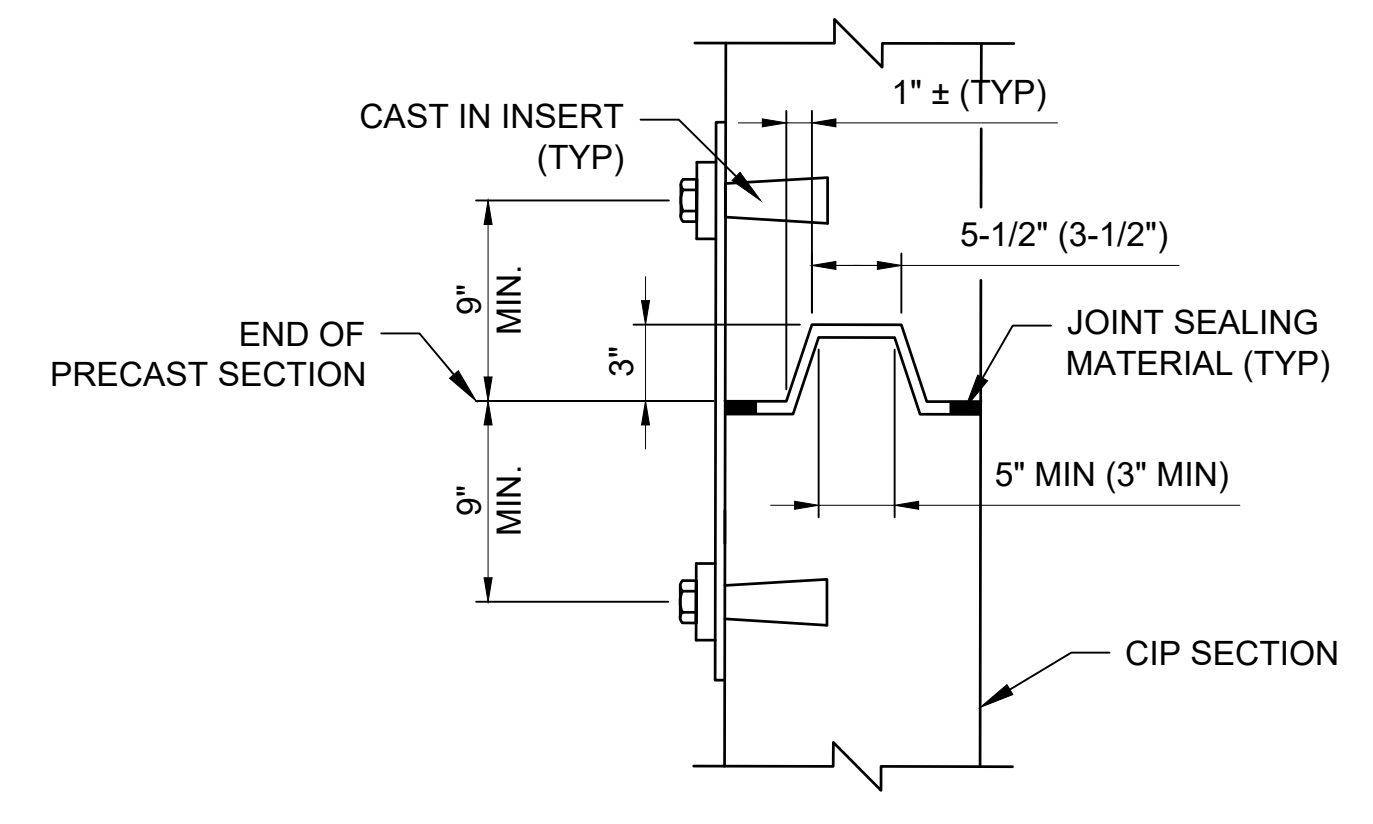 1" ± (TYP)
CAST IN INSERT
(TYP)
5-1/2" (3-1/2")
9"
MIN.
3"
END OF
PRECAST SECTION
JOINT SEALING
MATERIAL (TYP)
9"
MIN.
5" MIN (3" MIN)
CIP SECTION